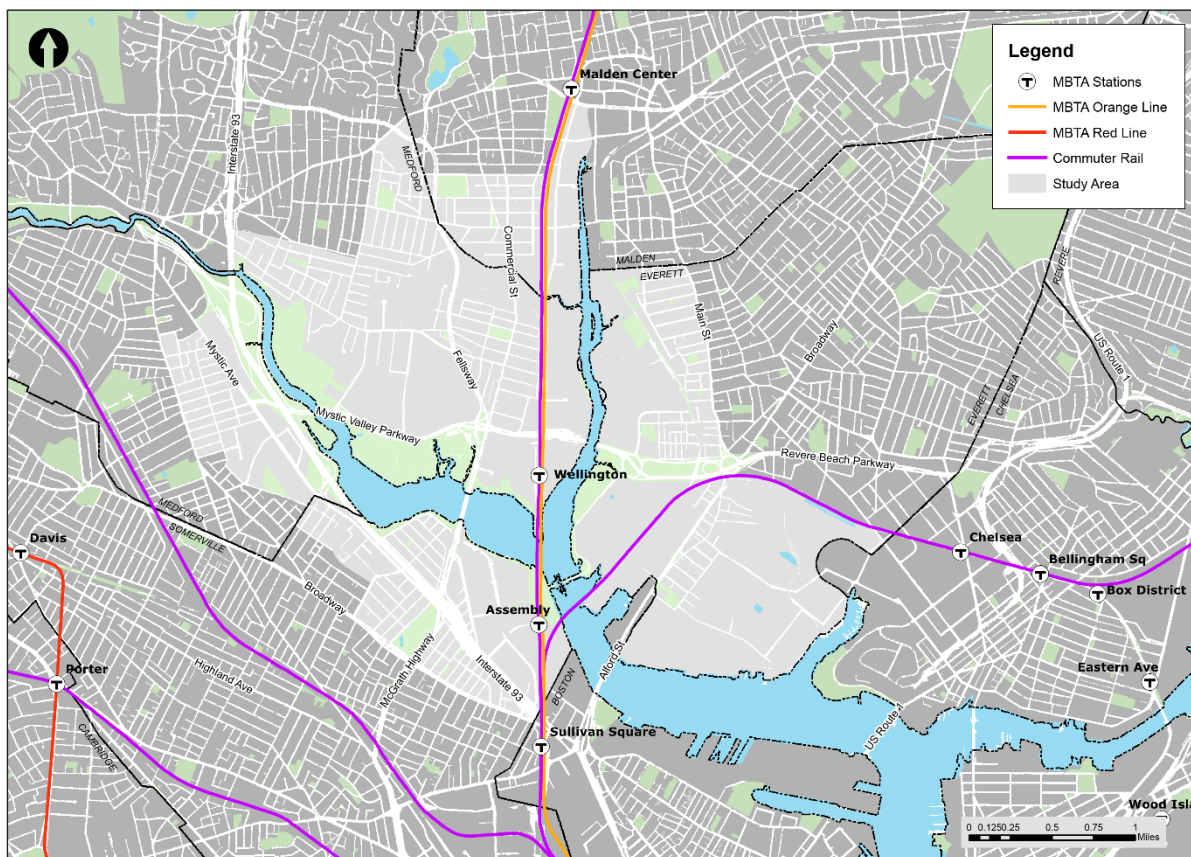 Legend
MBTA Stations
MBTA Orange Line
MBTA Red Line
Commuter Rail
Study Area
Malden Center
Interstate 93
MEDFORD
Commercial St
MALDEN
EVERETT
REVERE
Main St
Broadway
US Route 1
EVERETT
CHELSEA
Mystic Ave
Fellsway
Mystic Valley Parkway
Revere Beach Parkway
Wellington
MEDFORD
SOMERVILLE
Davis
Chelsea
Bellingham Sq
Box District
Broadway
Assembly
McGrath Highway
Interstate 93
BOSTON
Alford St
Porter
Highland Ave
Eastern Ave
CAMBRIDGE
Sullivan Square
US Route 1
Wood Isl
0 0.125 0.25 0.5 0.75 1
Miles